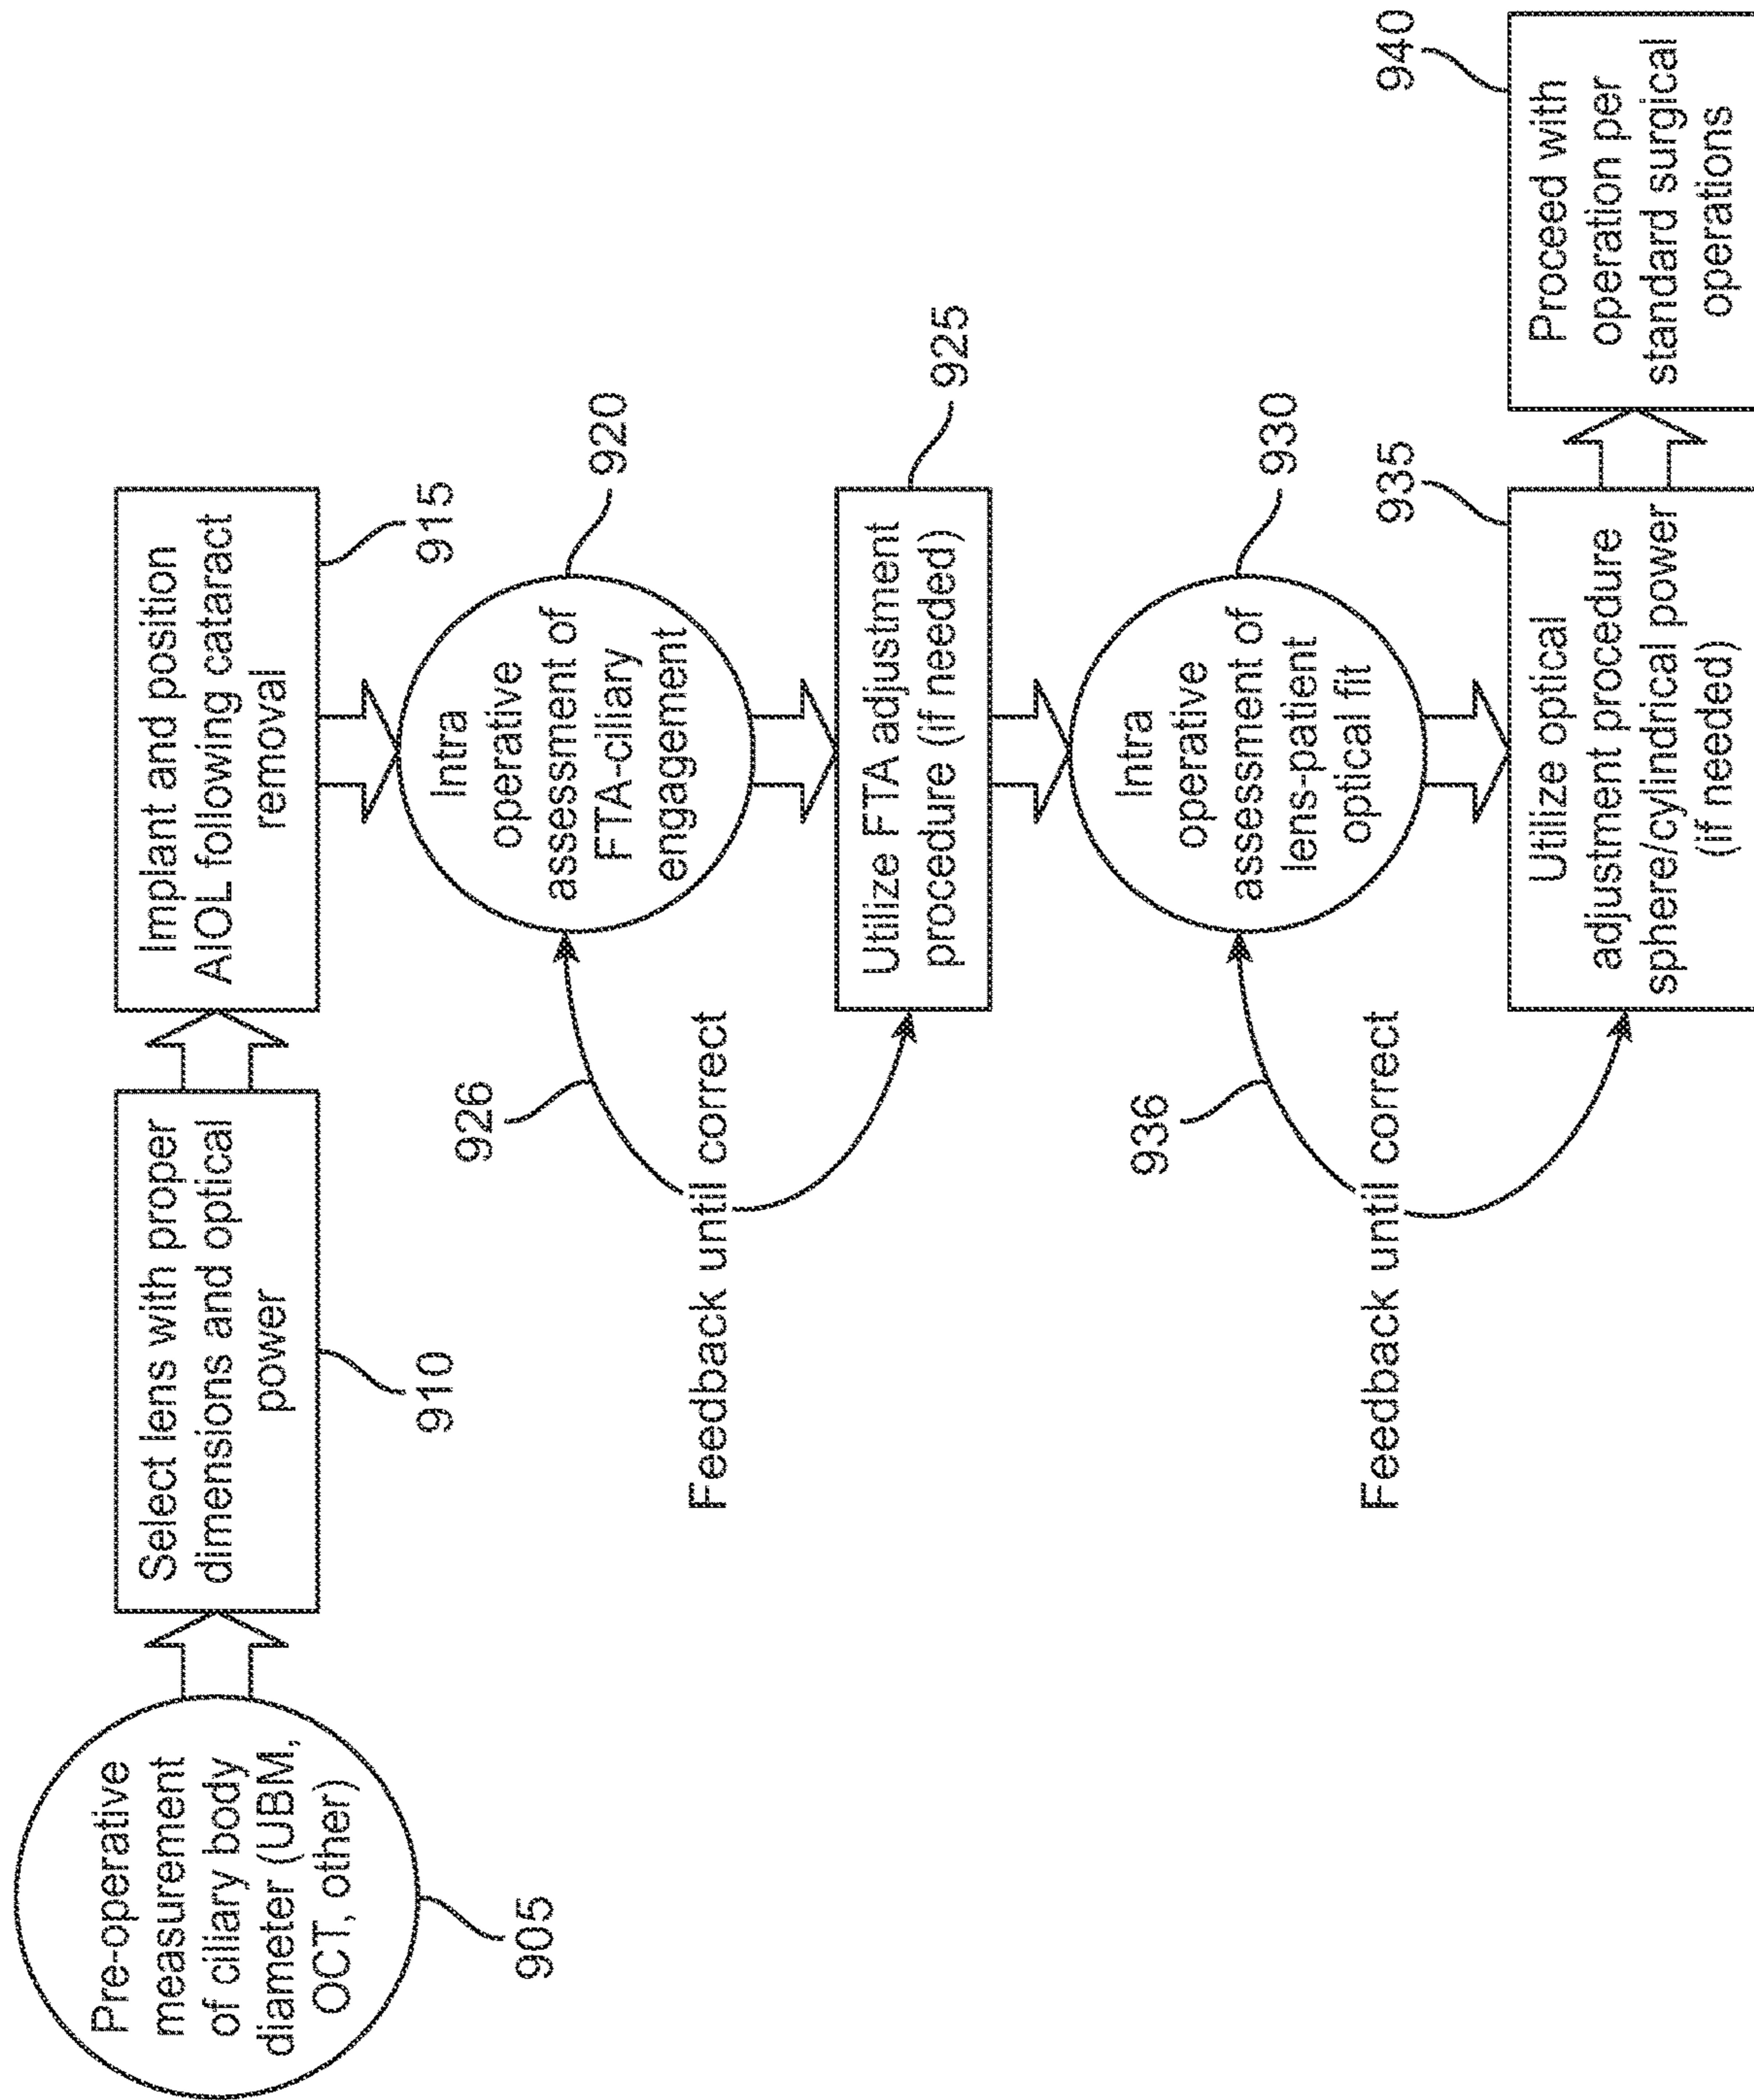 Pre-operative
measurement
of ciliary body
diameter (UBM,
OCT, other)
905
Select lens with proper
dimensions and optical
power
910
Implant and position
AIOL following cataract
removal
915
Intra
operative
assessment of
FTA-ciliary
engagement
920
926
Feedback until correct
Utilize FTA adjustment
procedure (if needed)
925
Intra
operative
assessment of
lens-patient
optical fit
930
936
Feedback until correct
Utilize optical
adjustment procedure
sphere/cylindrical power
(if needed)
935
Proceed with
operation per
standard surgical
operations
940